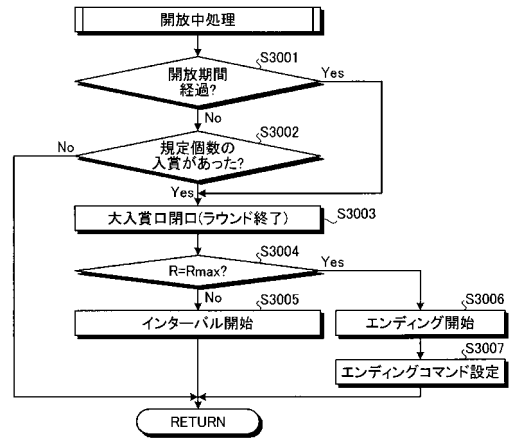 開放中処理
S3001
開放期間
経過?
Yes
No
S3002
規定個数の
入賞があった?
No
Yes
大入賞口閉口(ラウンド終了)
S3003
S3004
R=Rmax?
Yes
No
S3005
インターバル開始
S3006
エンディング開始
S3007
エンディングコマンド設定
RETURN